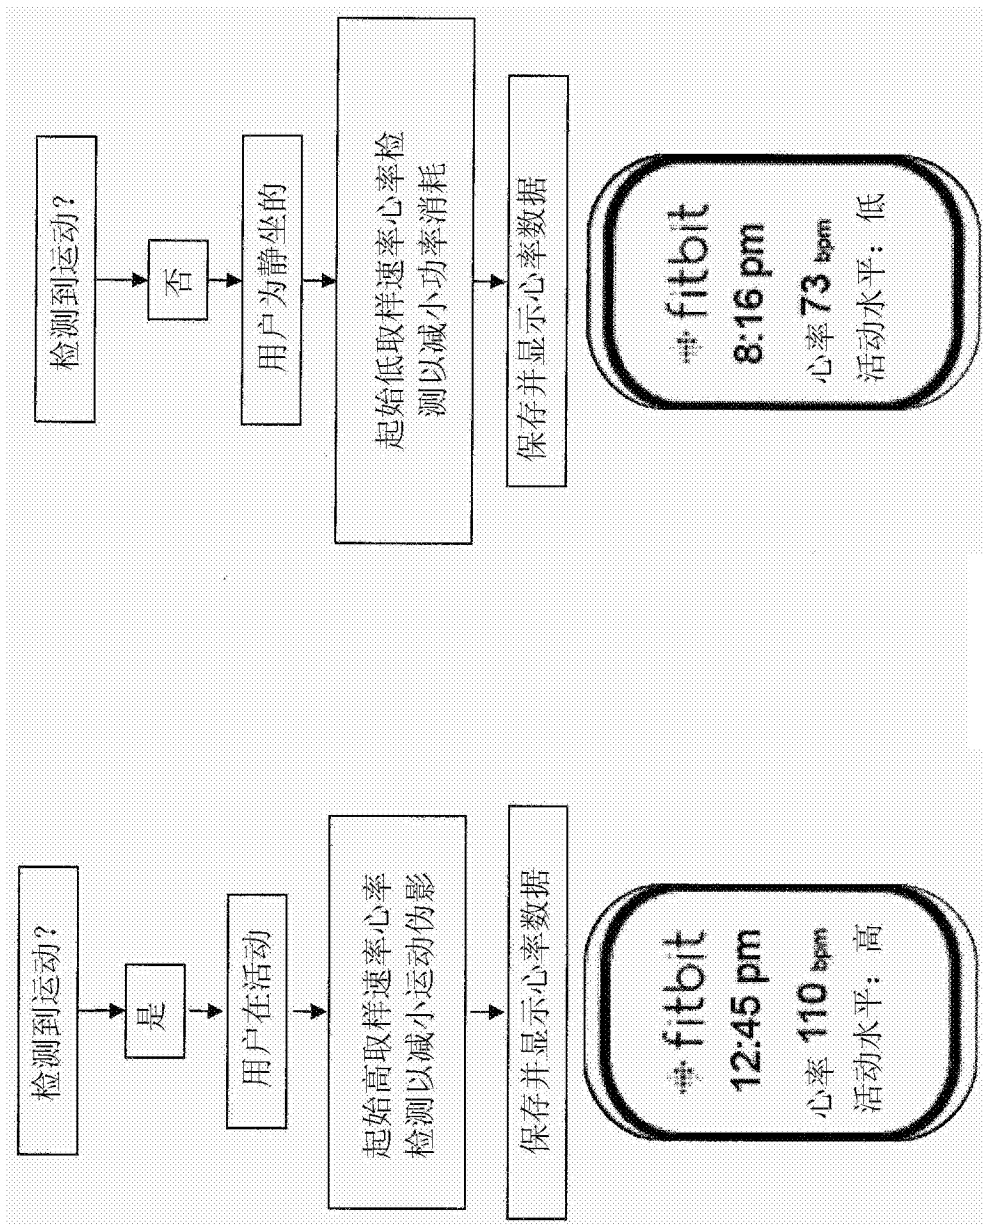 检测到运动？
是
用户在活动
起始高取样速率心率
检测以减小运动伪影
保存并显示心率数据
fitbit
12:45 pm
心率 110 bpm
活动水平：高
检测到运动？
否
用户为静坐的
起始低取样速率心率检
测以减小功率消耗
保存并显示心率数据
fitbit
8:16 pm
心率 73 bpm
活动水平：低